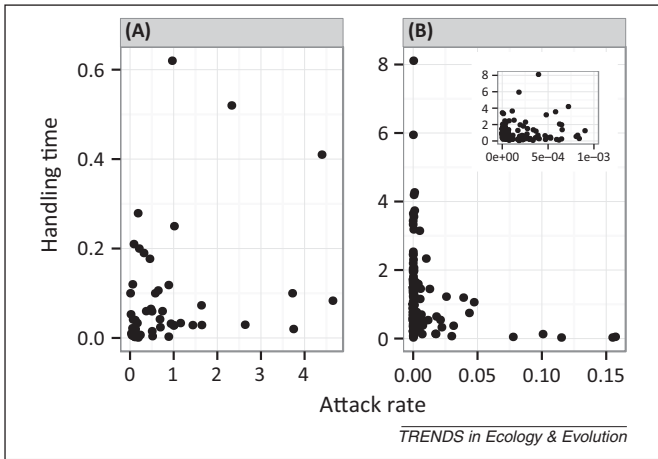 (A)
(B)
Handling time
0.6
0.4
0.2
0.0
0
1
2
3
4
8
6
4
2
0
0.00
0.05
0.10
0.15
8
6
4
2
0
0e+00
5e−04
1e−03
Attack rate
TRENDS in Ecology & Evolution